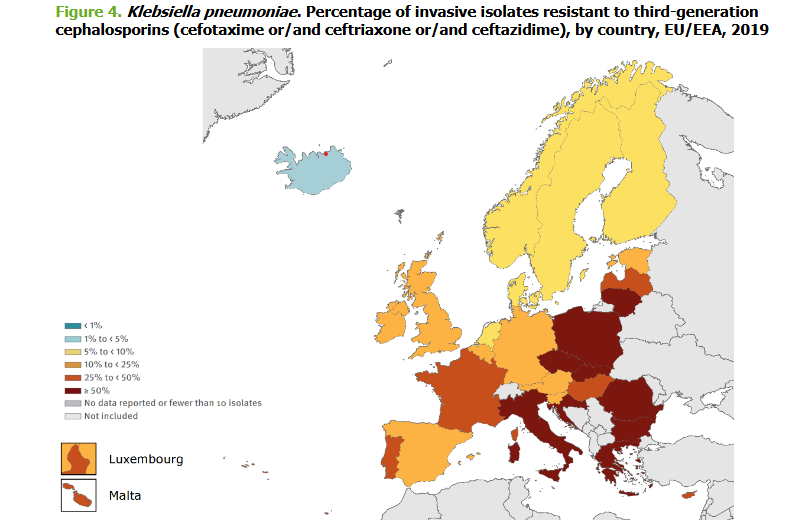 Figure 4. Klebsiella pneumoniae. Percentage of invasive isolates resistant to third-generation
cephalosporins (cefotaxime or/and ceftriaxone or/and ceftazidime), by country, EU/EEA, 2019
< 1%
1% to < 5%
5% to < 10%
10% to < 25%
25% to < 50%
≥ 50%
No data reported or fewer than 10 isolates
Not included
Luxembourg
Malta